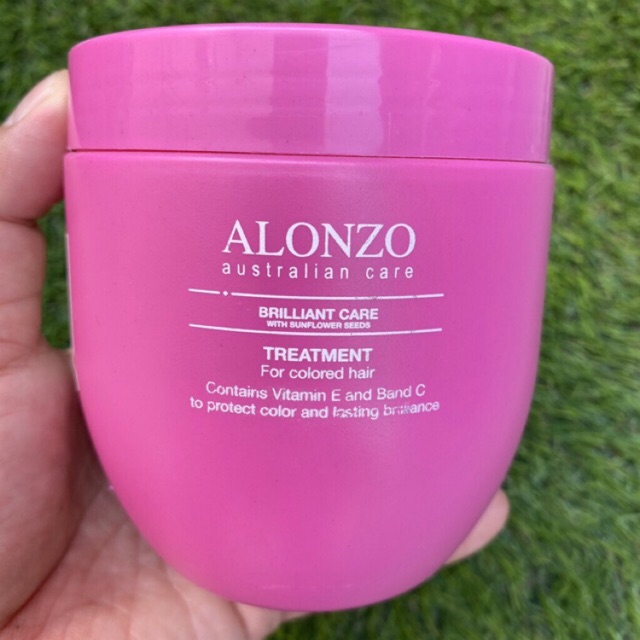 ALONZO
australian care
BRILLIANT CARE
WITH SUNFLOWER SEEDS
TREATMENT
For colored hair
Contains Vitamin E and Band C
to protect color and lasting brilliance